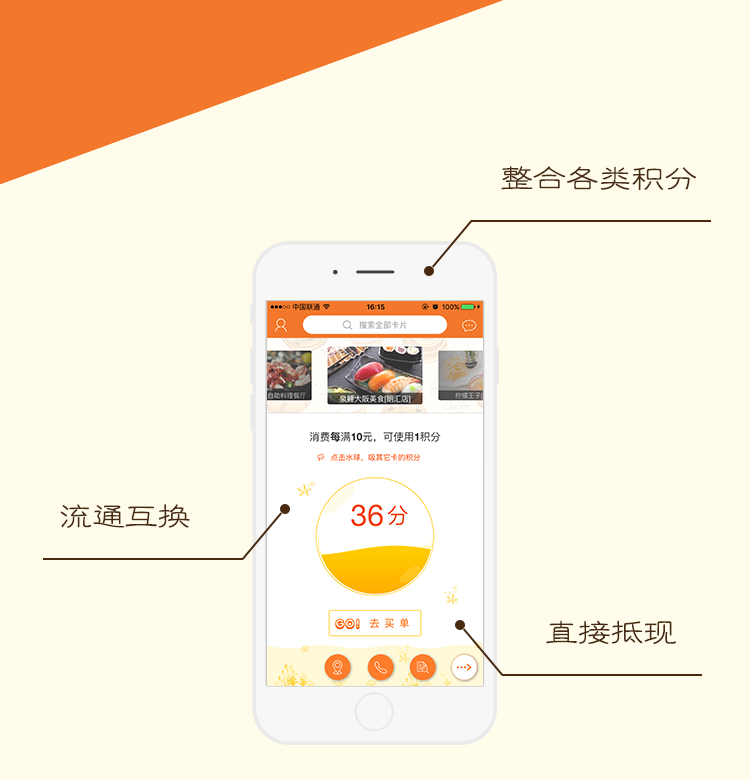 整合各类积分
中国联通
16:15
100%
搜索全部卡片
自助料理餐厅
泉鲤大阪美食[朗汇店]
柠檬王子[
消费每满10元，可使用1积分
点击水球，吸其它卡的积分
36分
流通互换
GO! 去买单
直接抵现